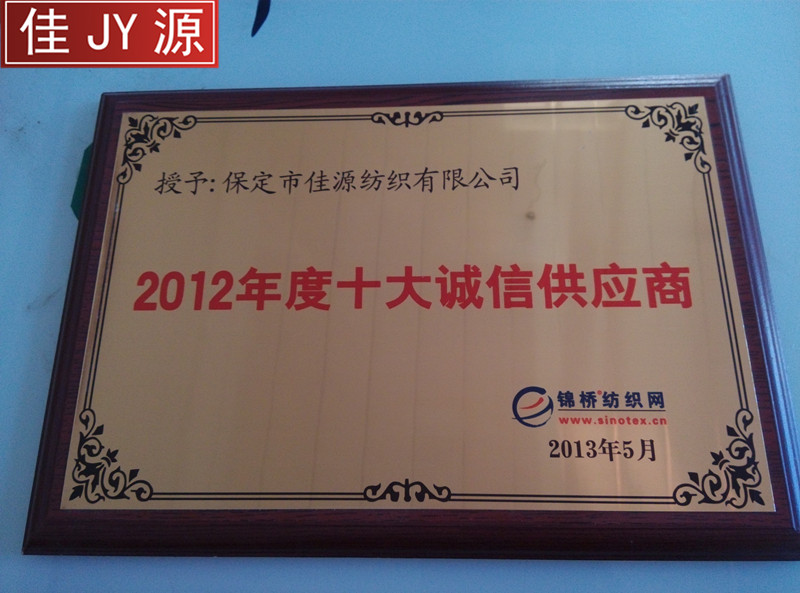 佳 JY 源
授予：保定市佳源纺织有限公司
2012年度十大诚信供应商
锦桥®纺织网
www.sinotex.cn
2013年5月